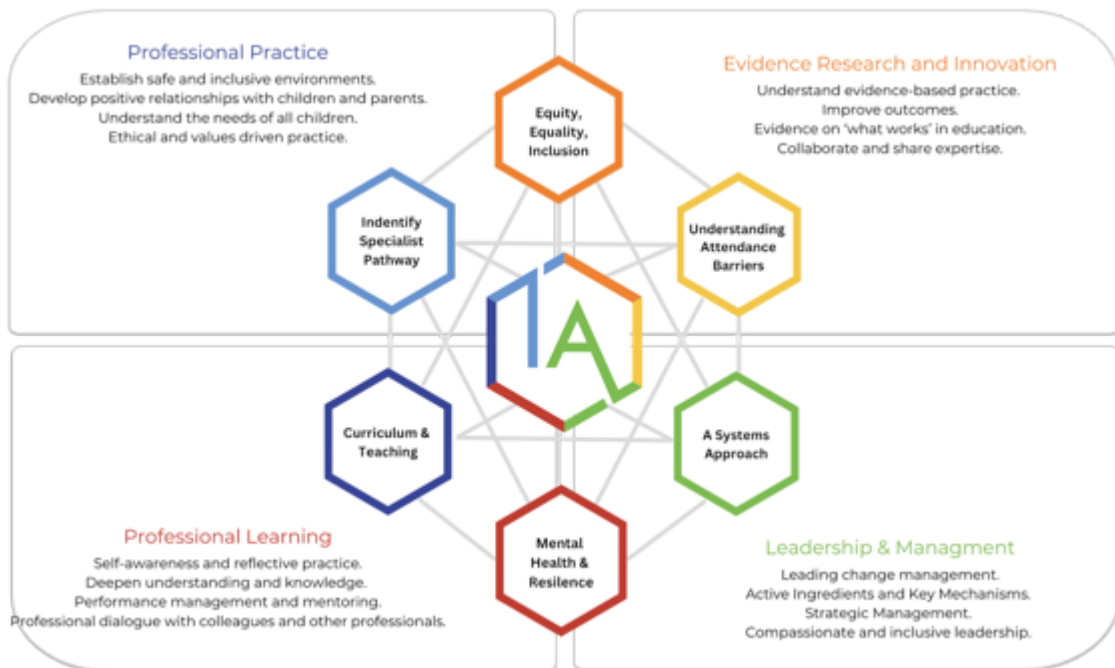 Professional Practice
Establish safe and inclusive environments.
Develop positive relationships with children and parents.
Understand the needs of all children.
Ethical and values driven practice.
Evidence Research and Innovation
Understand evidence-based practice.
Improve outcomes.
Evidence on 'what works' in education.
Collaborate and share expertise.
Equity,
Equality,
Inclusion
Indentify
Specialist
Pathway
Understanding
Attendance
Barriers
1A
Curriculum &
Teaching
A Systems
Approach
Mental
Health &
Resilence
Professional Learning
Self-awareness and reflective practice.
Deepen understanding and knowledge.
Performance management and mentoring.
Professional dialogue with colleagues and other professionals.
Leadership & Managment
Leading change management.
Active Ingredients and Key Mechanisms.
Strategic Management.
Compassionate and inclusive leadership.